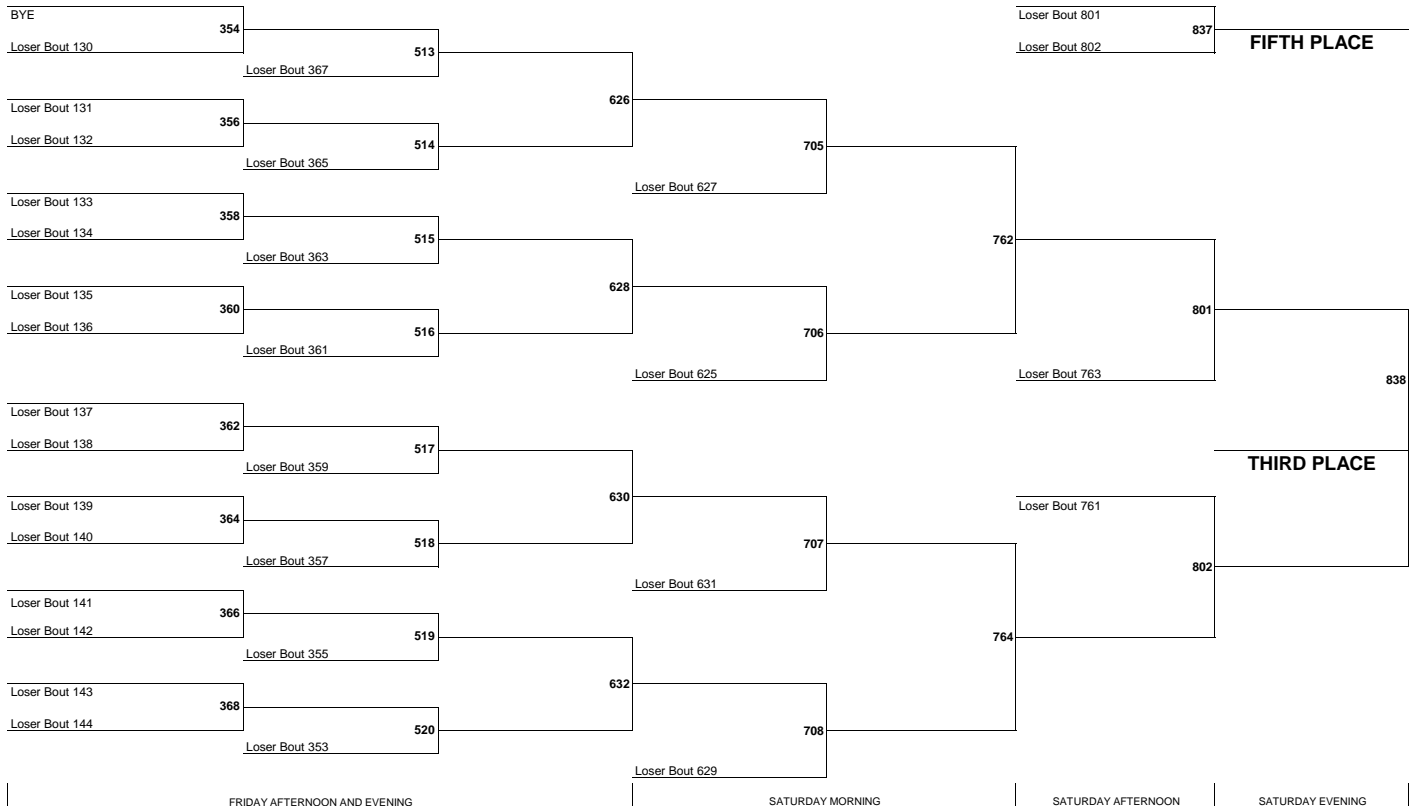 BYE
354
Loser Bout 130
513
Loser Bout 367
626
Loser Bout 131
356
Loser Bout 132
514
Loser Bout 365
705
Loser Bout 627
Loser Bout 133
358
Loser Bout 134
515
Loser Bout 363
762
628
Loser Bout 135
360
Loser Bout 136
516
Loser Bout 361
706
Loser Bout 625
801
Loser Bout 763
838
Loser Bout 137
362
Loser Bout 138
517
Loser Bout 359
630
Loser Bout 139
364
Loser Bout 140
518
Loser Bout 357
707
Loser Bout 631
764
Loser Bout 141
366
Loser Bout 142
519
Loser Bout 355
632
Loser Bout 143
368
Loser Bout 144
520
Loser Bout 353
708
Loser Bout 629
Loser Bout 801
837
Loser Bout 802
FIFTH PLACE
THIRD PLACE
Loser Bout 761
802
FRIDAY AFTERNOON AND EVENING
SATURDAY MORNING
SATURDAY AFTERNOON
SATURDAY EVENING